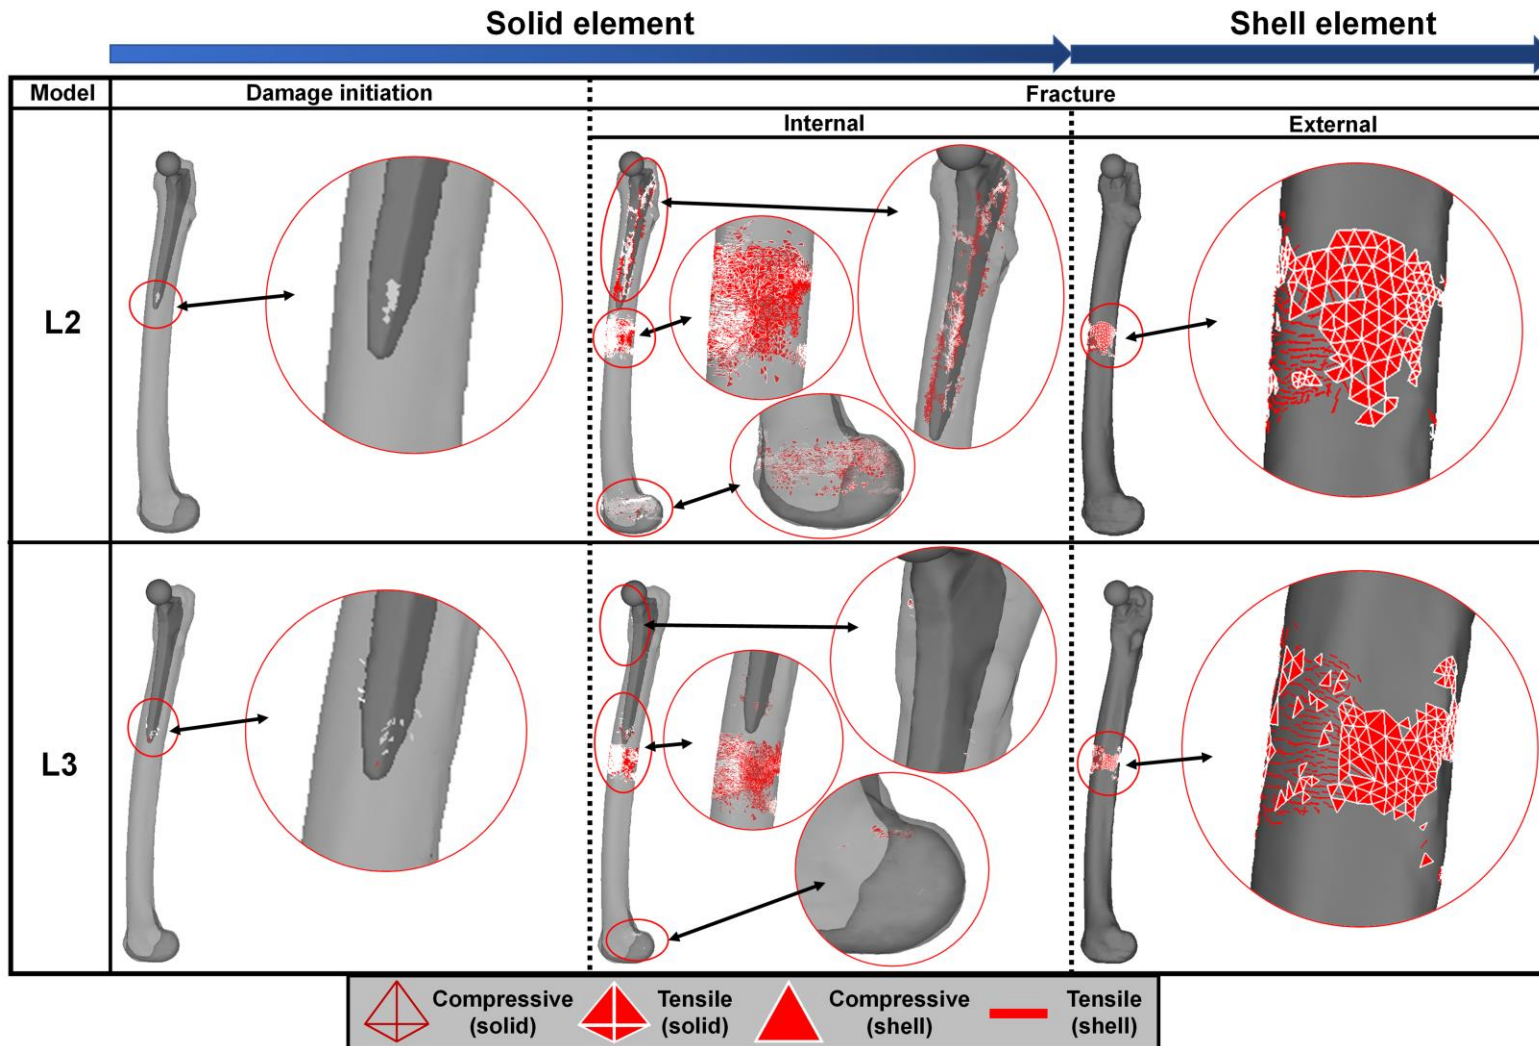 Solid element
Shell element
Model
Damage initiation
Fracture
Internal
External
L2
L3
Compressive
(solid)
Tensile
(solid)
Compressive
(shell)
Tensile
(shell)